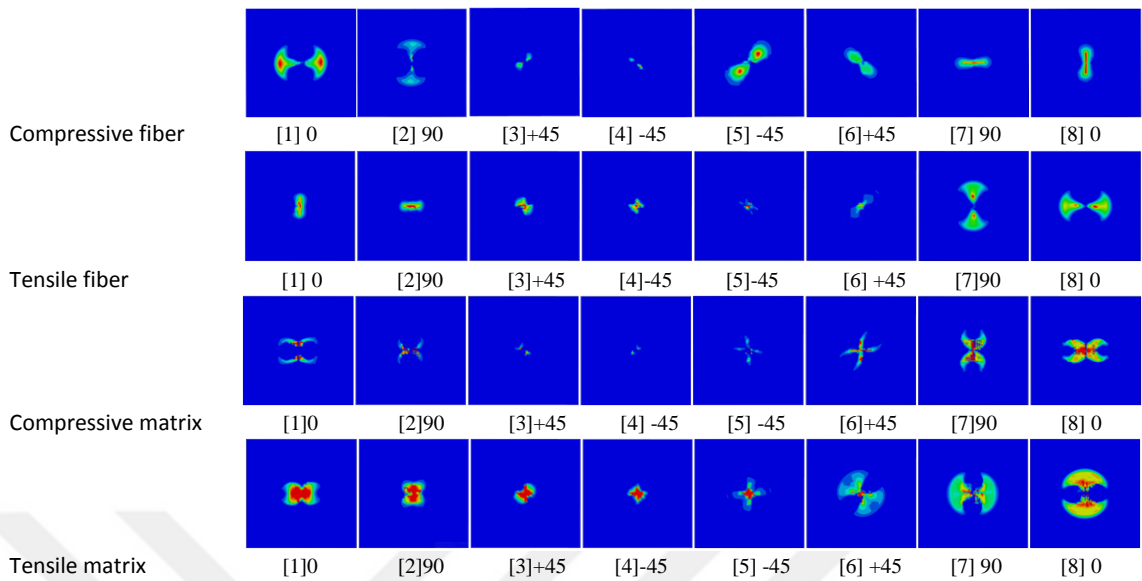 Compressive fiber [1] 0 [2] 90 [3]+45 [4] -45 [5] -45 [6]+45 [7] 90 [8] 0
Tensile fiber [1] 0 [2]90 [3]+45 [4]-45 [5]-45 [6] +45 [7]90 [8] 0
Compressive matrix [1]0 [2]90 [3]+45 [4] -45 [5] -45 [6]+45 [7]90 [8] 0
Tensile matrix [1]0 [2]90 [3]+45 [4]-45 [5] -45 [6] +45 [7] 90 [8] 0